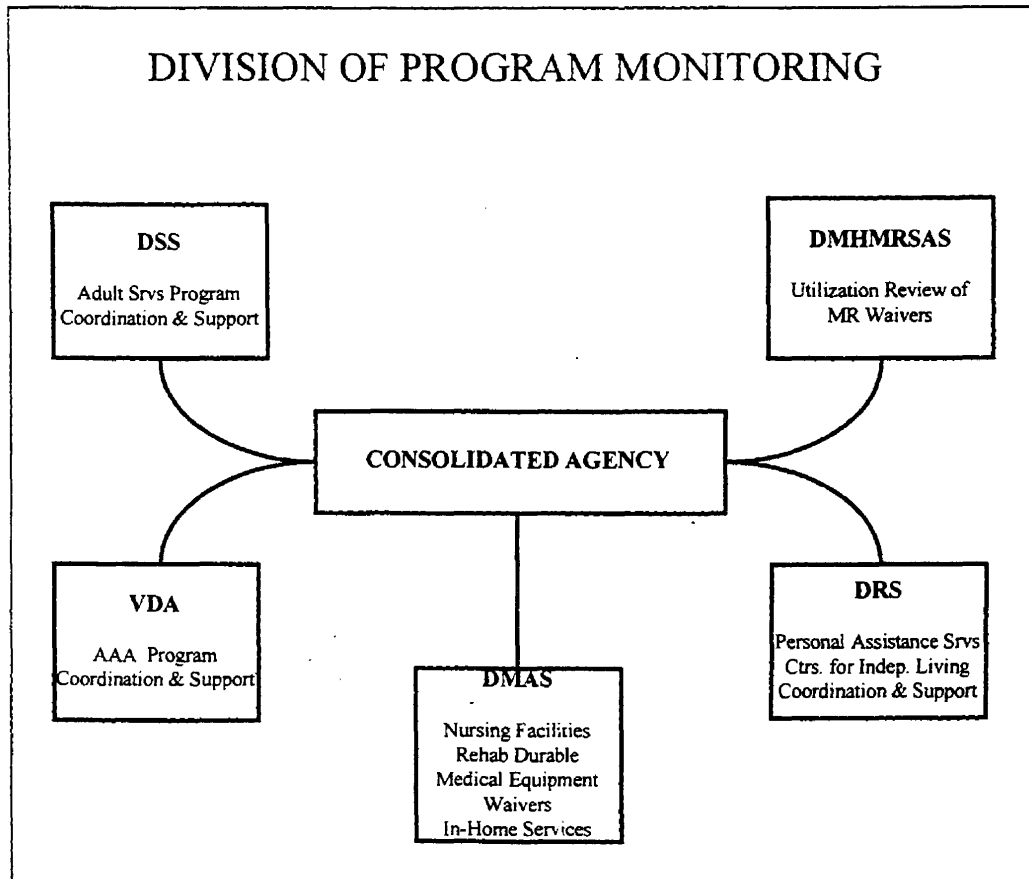 DIVISION OF PROGRAM MONITORING
DSS
Adult Srvs Program
Coordination & Support
DMHMRSAS
Utilization Review of
MR Waivers
CONSOLIDATED AGENCY
VDA
AAA Program
Coordination & Support
DMAS
Nursing Facilities
Rehab Durable
Medical Equipment
Waivers
In-Home Services
DRS
Personal Assistance Srvs
Ctrs. for Indep. Living
Coordination & Support